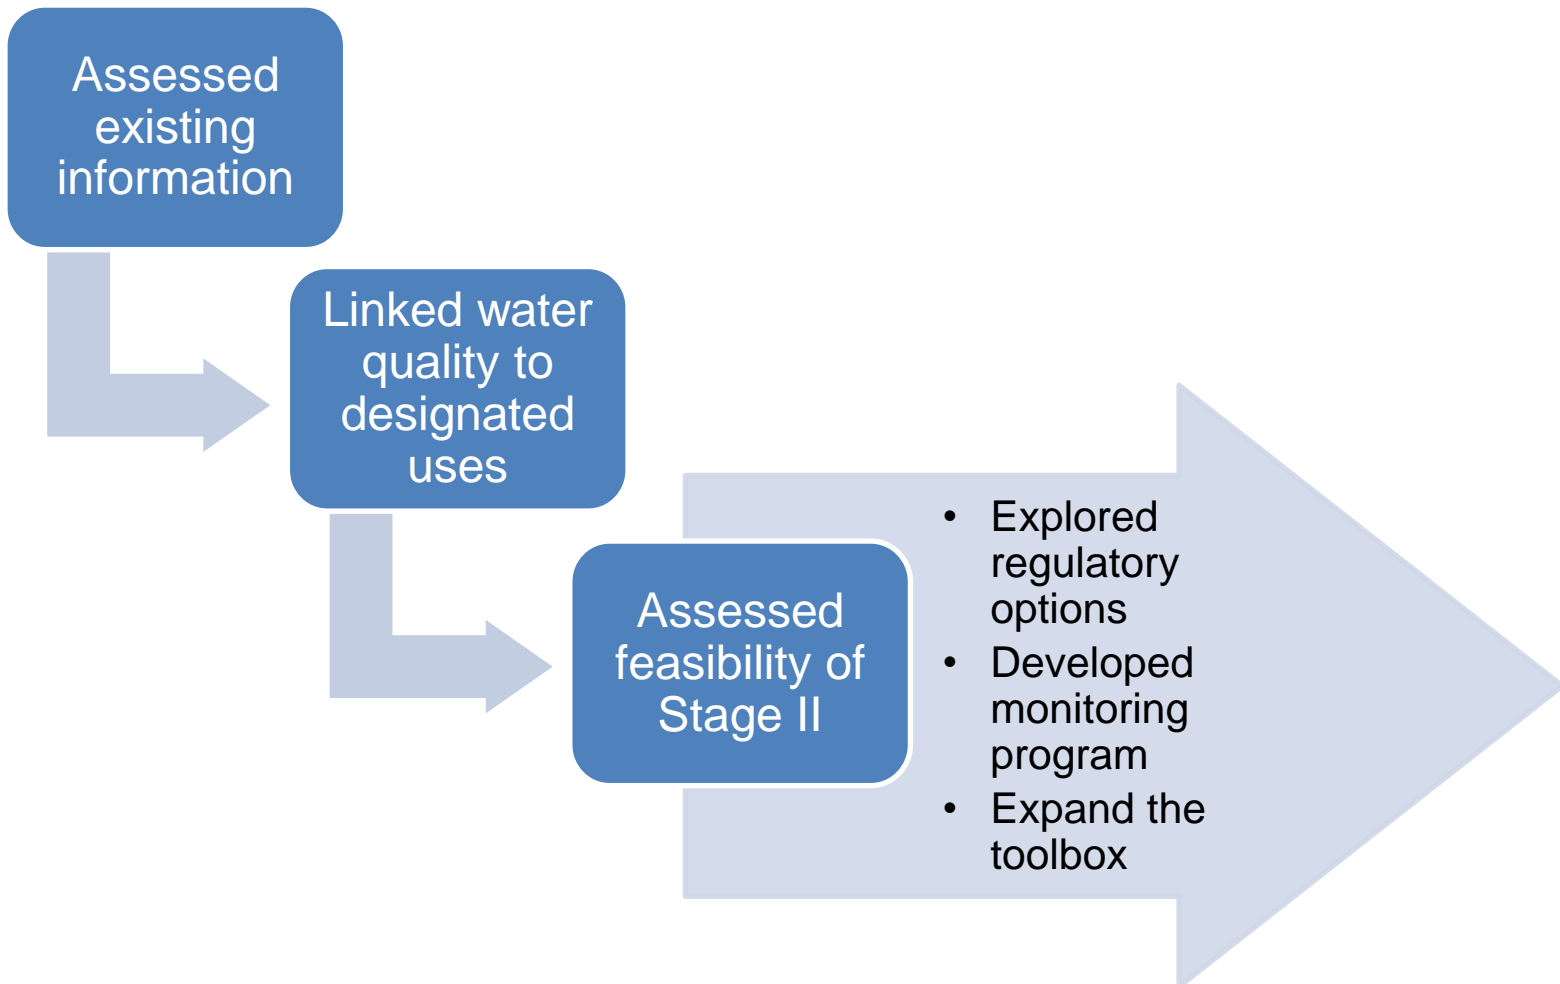 Assessed
existing
information
Linked water
quality to
designated
uses
Assessed
feasibility of
Stage II
• Explored
regulatory
options
• Developed
monitoring
program
• Expand the
toolbox